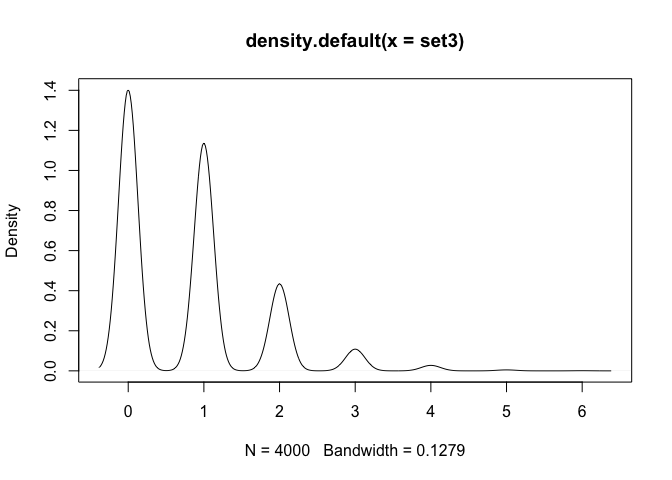 density.default(x = set3)
Density
0.0 0.2 0.4 0.6 0.8 1.0 1.2 1.4
0 1 2 3 4 5 6
N = 4000 Bandwidth = 0.1279